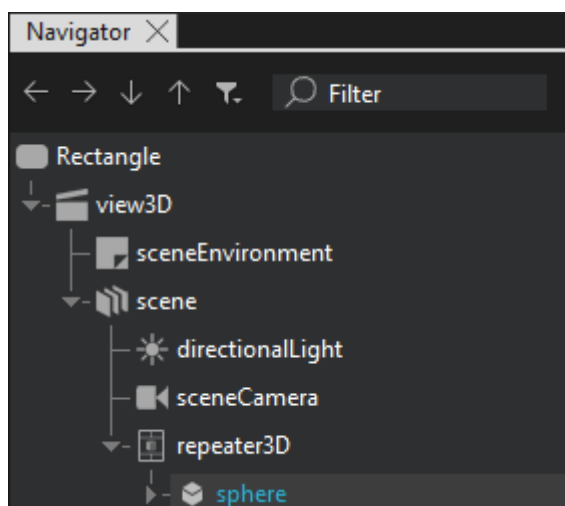 Navigator
Filter
Rectangle
view3D
sceneEnvironment
scene
directionalLight
sceneCamera
repeater3D
sphere